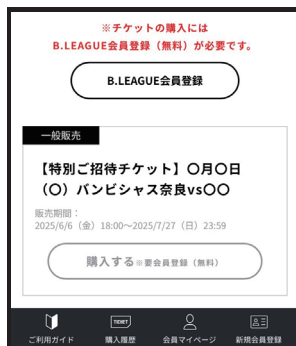 ※チケットの購入には
B.LEAGUE会員登録（無料）が必要です。
B.LEAGUE会員登録
一般販売
【特別ご招待チケット】〇月〇日
（〇）バンビシャス奈良vs〇〇
販売期間：
2025/6/6（金）18:00〜2025/7/27（日）23:59
購入する※要会員登録（無料）
TICKET
ご利用ガイド 購入履歴 会員マイページ 新規会員登録